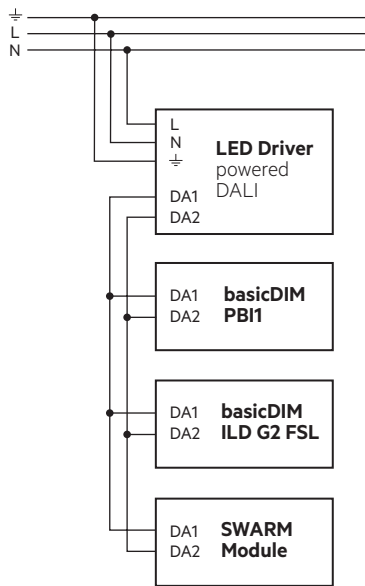 ⏚
L
N
L
N
⏚
LED Driver
powered
DALI
DA1
DA2
DA1
DA2
basicDIM
PBI1
DA1
DA2
basicDIM
ILD G2 FSL
DA1
DA2
SWARM
Module